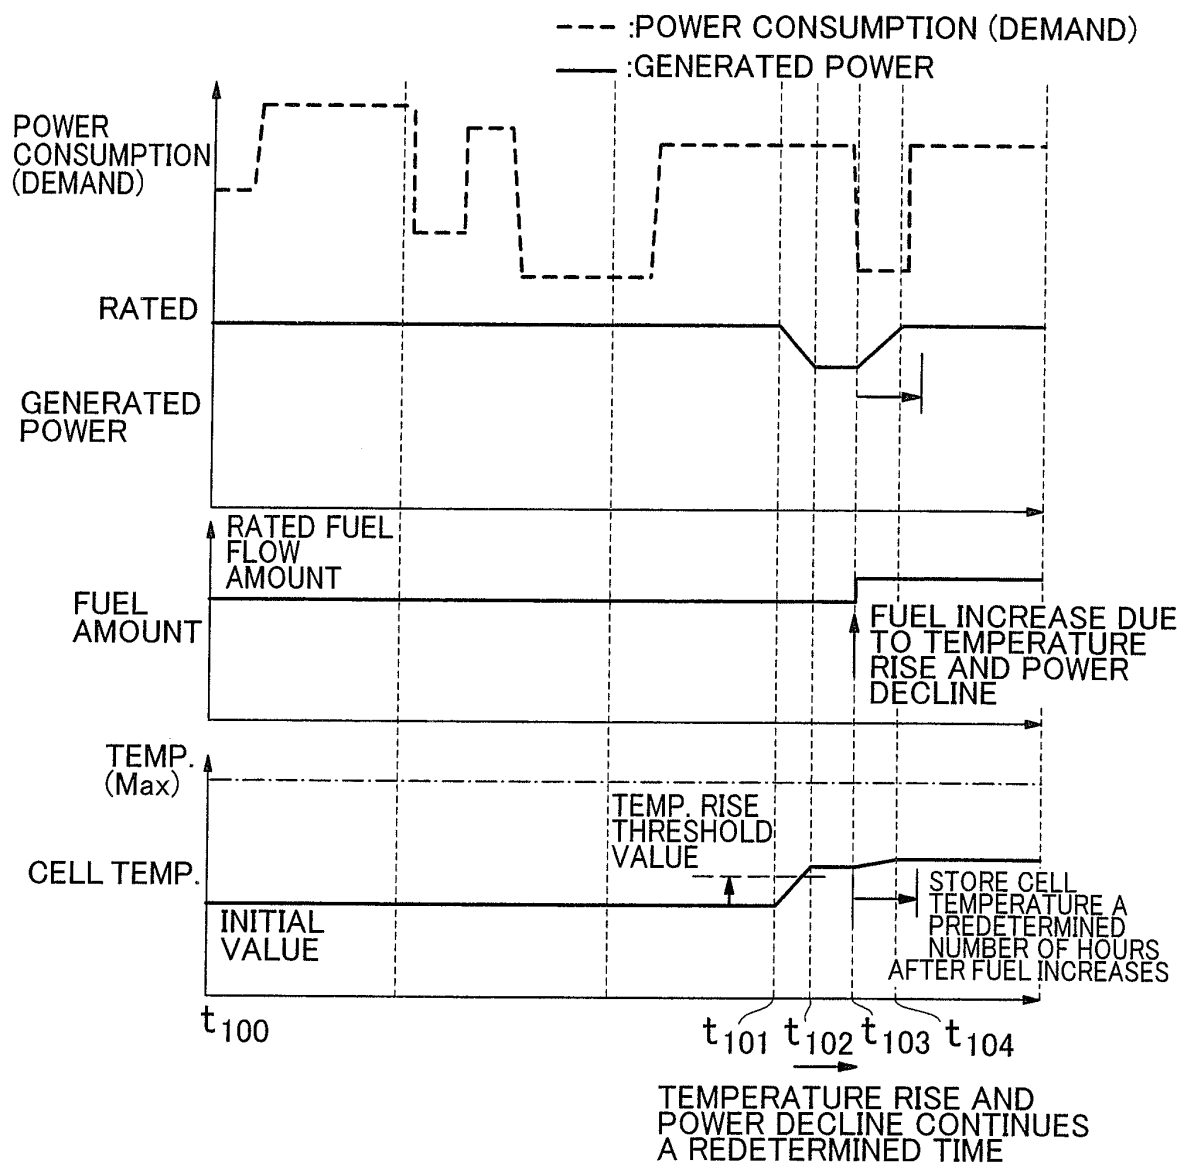 :POWER CONSUMPTION (DEMAND)
:GENERATED POWER
POWER
CONSUMPTION
(DEMAND)
RATED
GENERATED
POWER
RATED FUEL
FLOW
AMOUNT
FUEL
AMOUNT
FUEL INCREASE DUE
TO TEMPERATURE
RISE AND POWER
DECLINE
TEMP.
(Max)
TEMP. RISE
THRESHOLD
VALUE
CELL TEMP.
INITIAL
VALUE
STORE CELL
TEMPERATURE A
PREDETERMINED
NUMBER OF HOURS
AFTER FUEL INCREASES
t100
t101 t102 t103 t104
TEMPERATURE RISE AND
POWER DECLINE CONTINUES
A REDETERMINED TIME